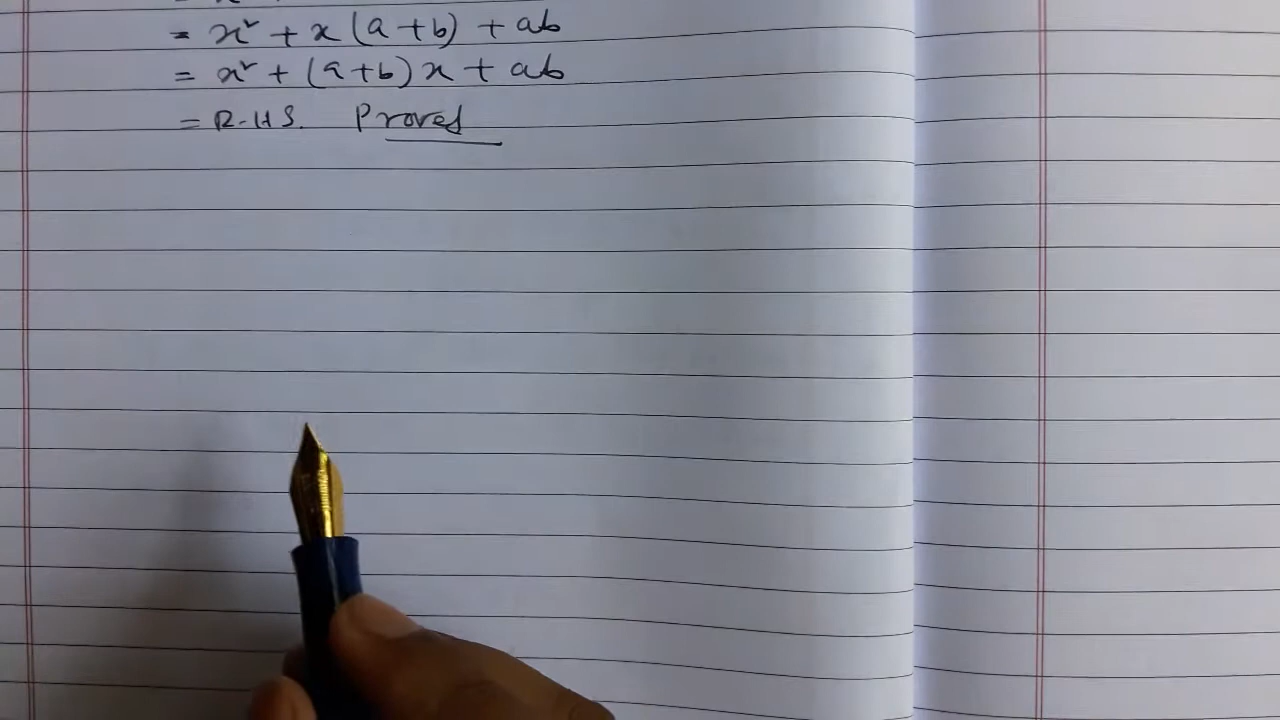 = x² + x (a + b) + ab
= x² + (a + b) x + ab
= R.H.S. Proved